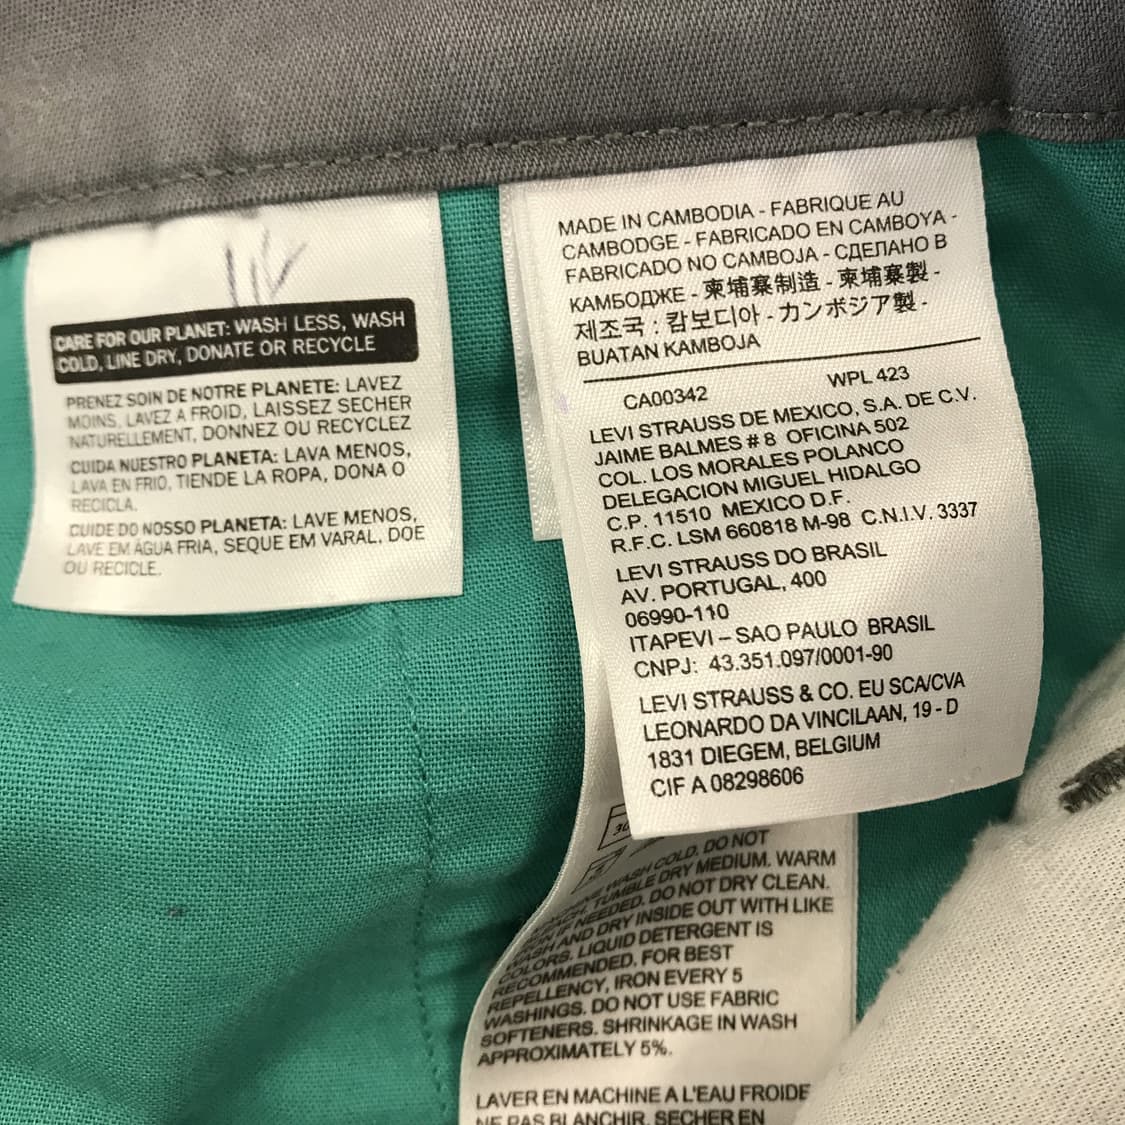 CARE FOR OUR PLANET: WASH LESS, WASH
COLD, LINE DRY, DONATE OR RECYCLE
PRENEZ SOIN DE NOTRE PLANETE: LAVEZ
MOINS, LAVEZ A FROID, LAISSEZ SECHER
NATURELLEMENT, DONNEZ OU RECYCLEZ
CUIDA NUESTRO PLANETA: LAVA MENOS,
LAVA EN FRIO, TIENDE LA ROPA, DONA O
RECICLA.
CUIDE DO NOSSO PLANETA: LAVE MENOS,
LAVE EM ÁGUA FRIA, SEQUE EM VARAL, DOE
OU RECICLE.
MADE IN CAMBODIA - FABRIQUE AU
CAMBODGE - FABRICADO EN CAMBOYA -
FABRICADO NO CAMBOJA - СДЕЛАНО В
КАМБОДЖЕ - 柬埔寨制造 - 柬埔寨製 -
제조국 : 캄보디아 - カンボジア製 -
BUATAN KAMBOJA
CA00342 WPL 423
LEVI STRAUSS DE MEXICO, S.A. DE C.V.
JAIME BALMES # 8 OFICINA 502
COL. LOS MORALES POLANCO
DELEGACION MIGUEL HIDALGO
C.P. 11510 MEXICO D.F.
R.F.C. LSM 660818 M-98 C.N.I.V. 3337
LEVI STRAUSS DO BRASIL
AV. PORTUGAL, 400
06990-110
ITAPEVI – SAO PAULO BRASIL
CNPJ: 43.351.097/0001-90
LEVI STRAUSS & CO. EU SCA/CVA
LEONARDO DA VINCILAAN, 19 - D
1831 DIEGEM, BELGIUM
CIF A 08298606
30
WASH COLD. DO NOT
TUMBLE DRY MEDIUM. WARM
IF NEEDED. DO NOT DRY CLEAN.
WASH AND DRY INSIDE OUT WITH LIKE
COLORS. LIQUID DETERGENT IS
RECOMMENDED. FOR BEST
REPELLENCY, IRON EVERY 5
WASHINGS. DO NOT USE FABRIC
SOFTENERS. SHRINKAGE IN WASH
APPROXIMATELY 5%.
LAVER EN MACHINE A L'EAU FROIDE
NE PAS BLANCHIR. SECHER EN